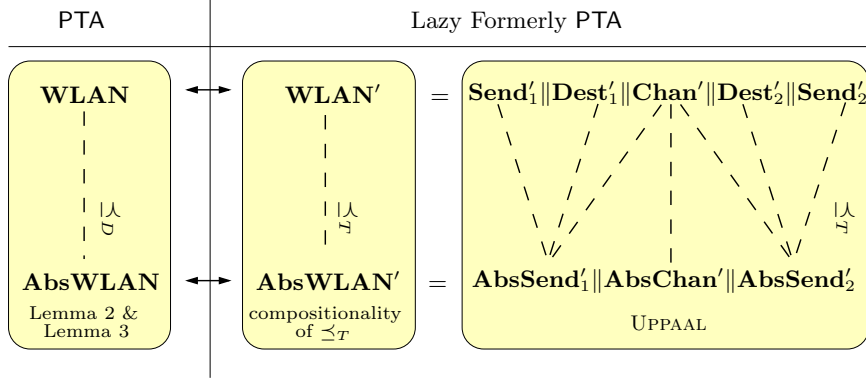 PTA Lazy Formerly PTA
WLAN WLAN′ = Send′₁‖Dest′₁‖Chan′‖Dest′₂‖Send′₂
⪯D ⪯T ⪯T
AbsWLAN AbsWLAN′ = AbsSend′₁‖AbsChan′‖AbsSend′₂
Lemma 2 &
Lemma 3
compositionality
of ⪯T
UPPAAL